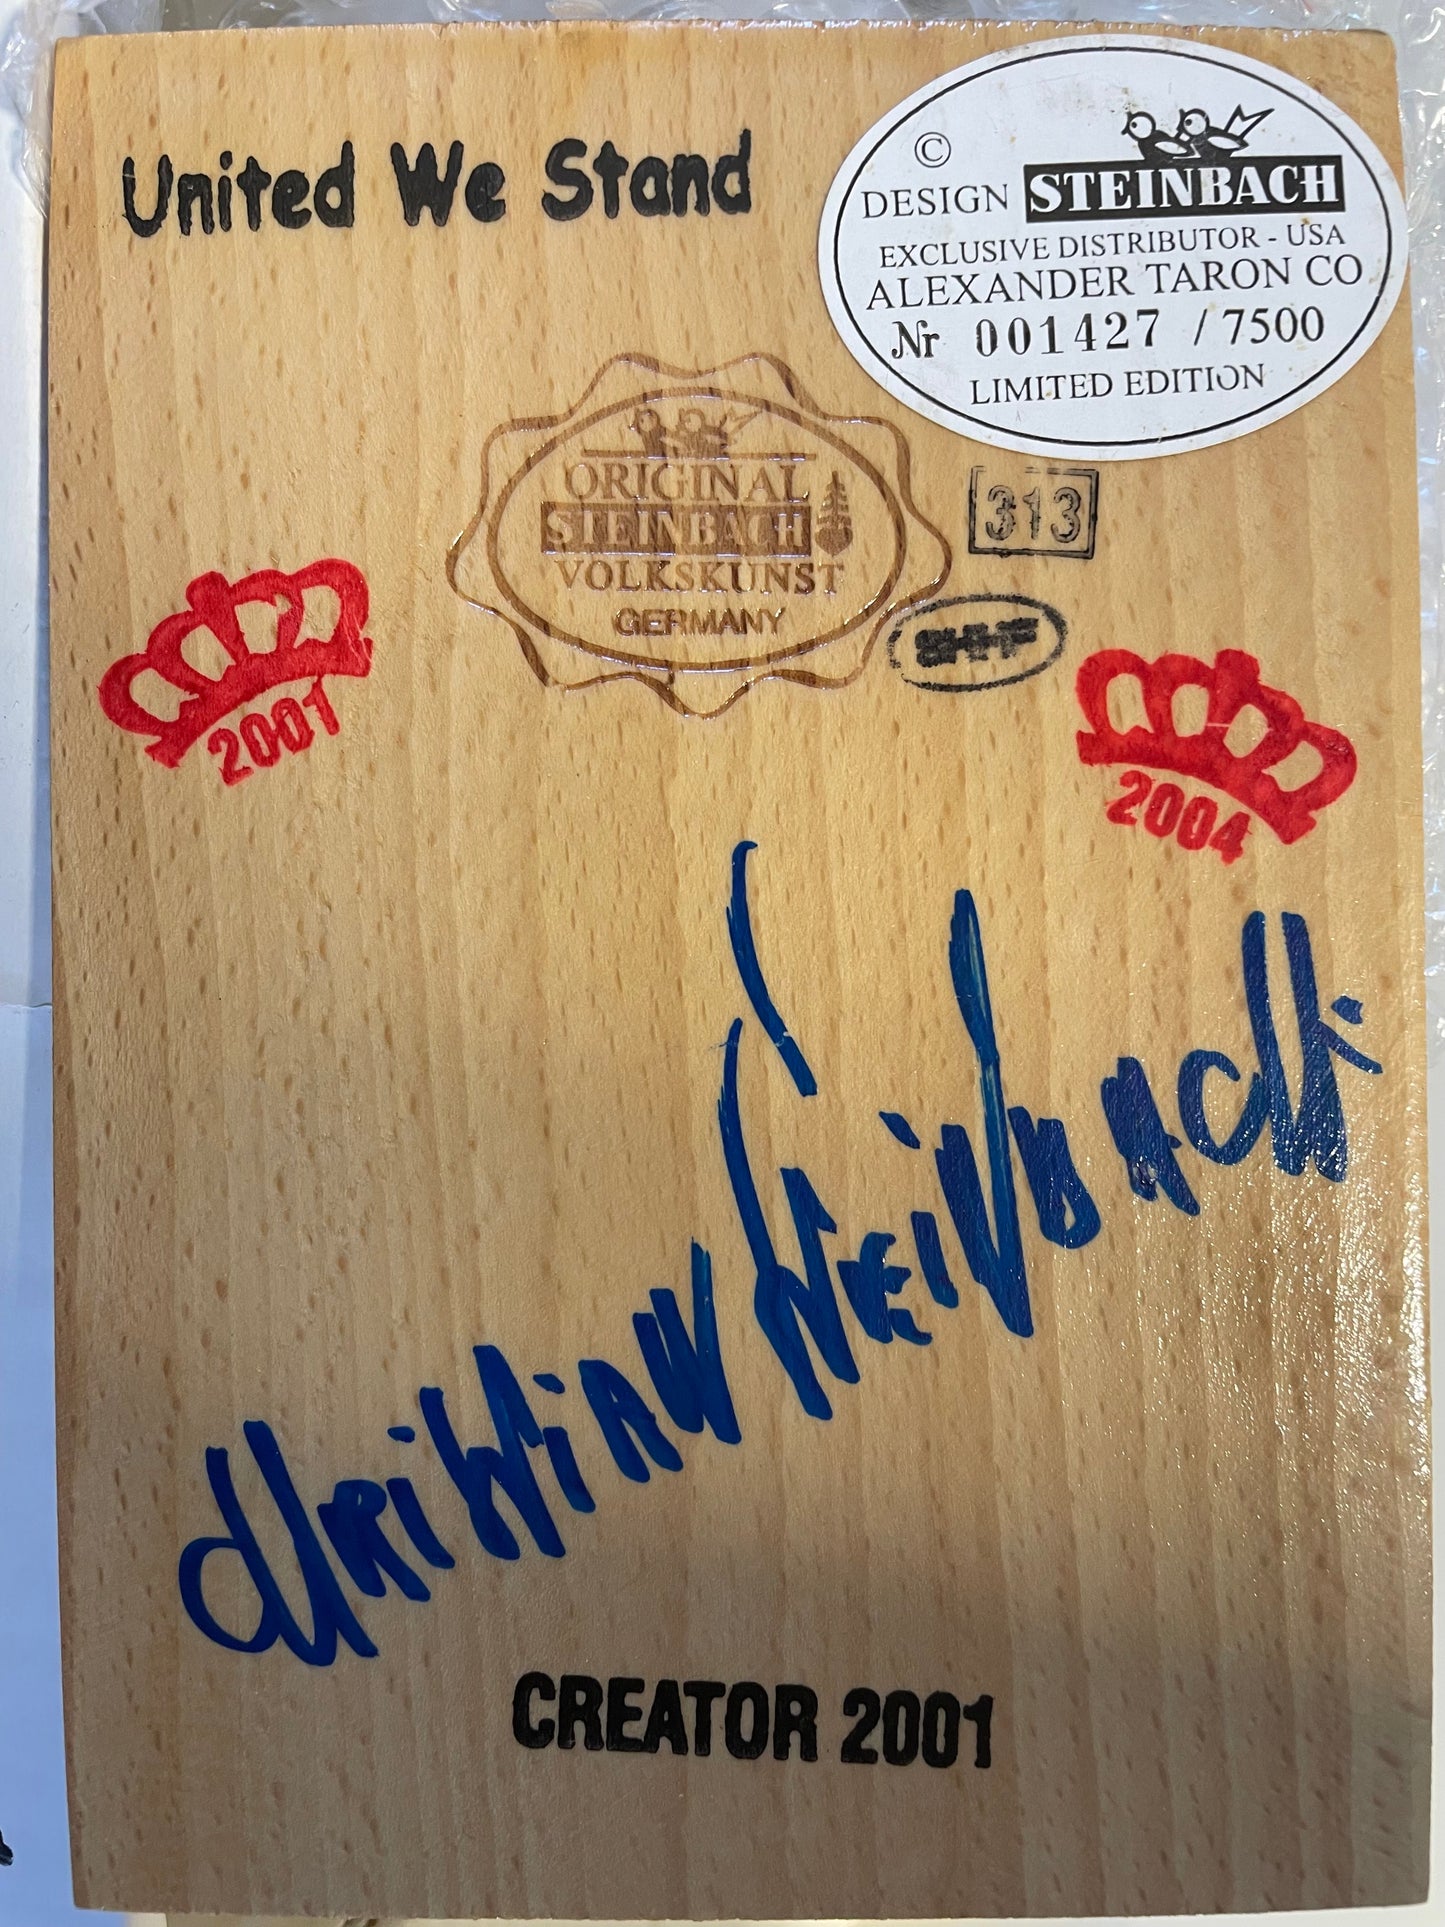 United We Stand
©
DESIGN STEINBACH
EXCLUSIVE DISTRIBUTOR - USA
ALEXANDER TARON CO
Nr 001427 / 7500
LIMITED EDITION
ORIGINAL
STEINBACH
VOLKSKUNST
GERMANY
313
2001
2004
Christian Steinbach
CREATOR 2001